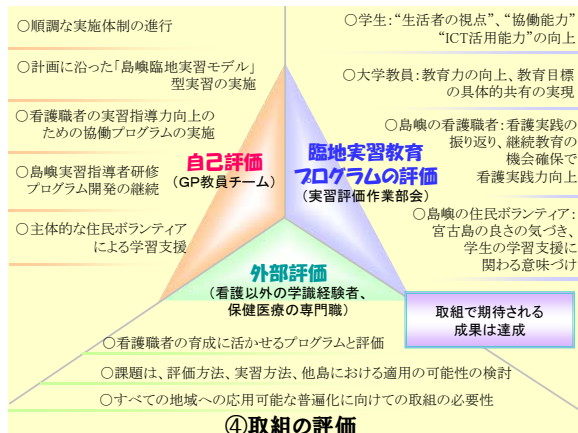 ○順調な実施体制の進行
○計画に沿った「島嶼臨地実習モデル」
型実習の実施
○看護職者の実習指導力向上の
ための協働プログラムの実施
○島嶼実習指導者研修
プログラム開発の継続
○主体的な住民ボランティア
による学習支援
自己評価
(GP教員チーム)
○学生:“生活者の視点”、“協働能力”
“ICT活用能力”の向上
○大学教員:教育力の向上、教育目標
の具体的共有の実現
○島嶼の看護職者:看護実践の
振り返り、継続教育の
機会確保で
看護実践力向上
○島嶼の住民ボランティア:
宮古島の良さの気づき、
学生の学習支援に
関わる意味づけ
臨地実習教育
プログラムの評価
(実習評価作業部会)
外部評価
(看護以外の学識経験者、
保健医療の専門職)
取組で期待される
成果は達成
○看護職者の育成に活かせるプログラムと評価
○課題は、評価方法、実習方法、他島における適用の可能性の検討
○すべての地域への応用可能な普遍化に向けての取組の必要性
④取組の評価